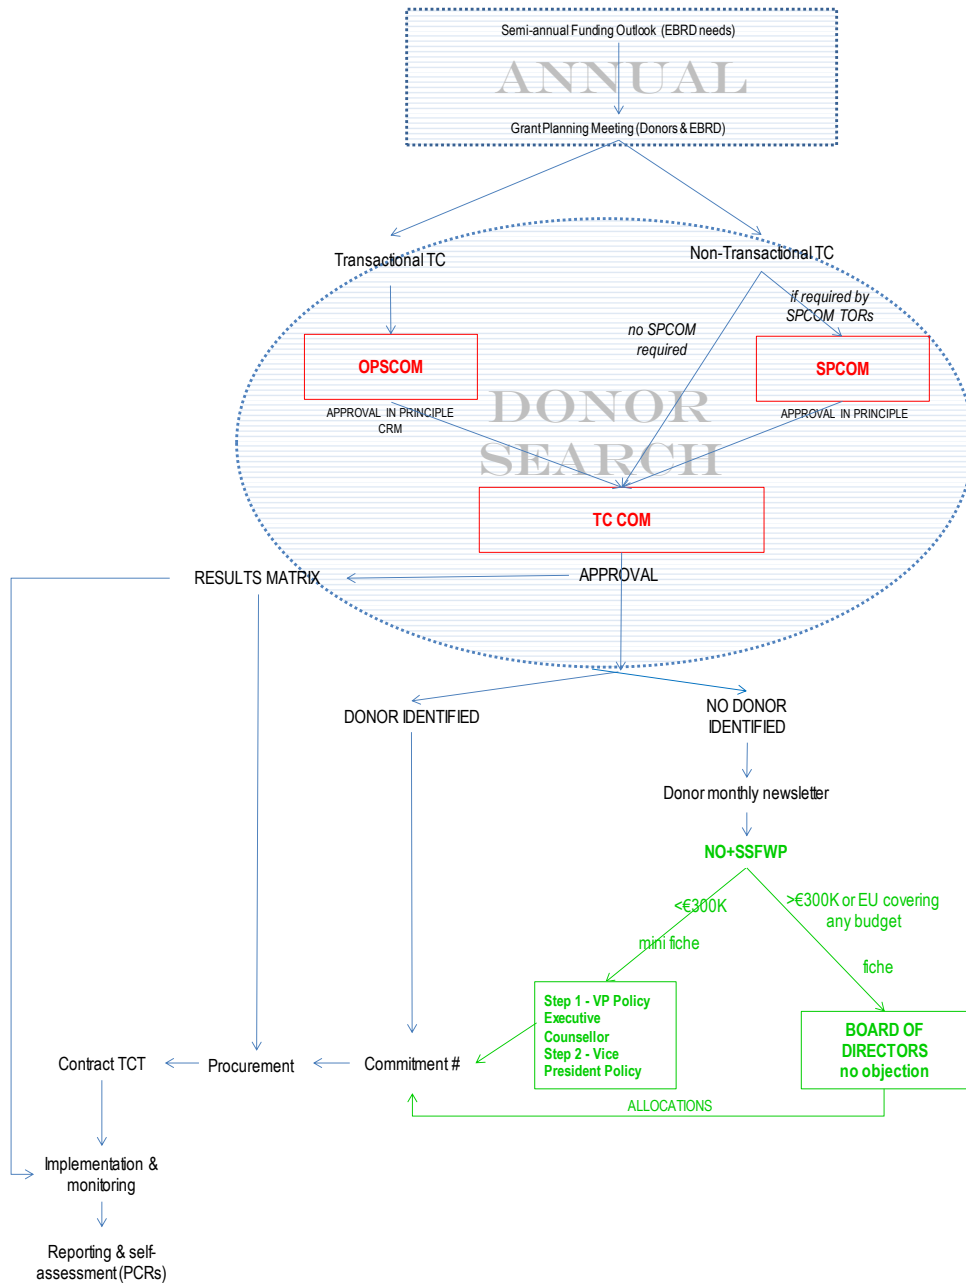 Semi-annual Funding Outlook (EBRD needs)
ANNUAL
Grant Planning Meeting (Donors & EBRD)
Transactional TC
Non-Transactional TC
if required by
SPCOM TORs
no SPCOM
required
OPSCOM
SPCOM
APPROVAL IN PRINCIPLE
CRM
APPROVAL IN PRINCIPLE
DONOR
SEARCH
TC COM
RESULTS MATRIX
APPROVAL
DONOR IDENTIFIED
NO DONOR
IDENTIFIED
Donor monthly newsletter
NO+SSFWP
<€300K
>€300K or EU covering
any budget
mini fiche
fiche
Step 1 - VP Policy
Executive
Counsellor
Step 2 - Vice
President Policy
BOARD OF
DIRECTORS
no objection
Contract TCT
Procurement
Commitment #
ALLOCATIONS
Implementation &
monitoring
Reporting & self-
assessment (PCRs)